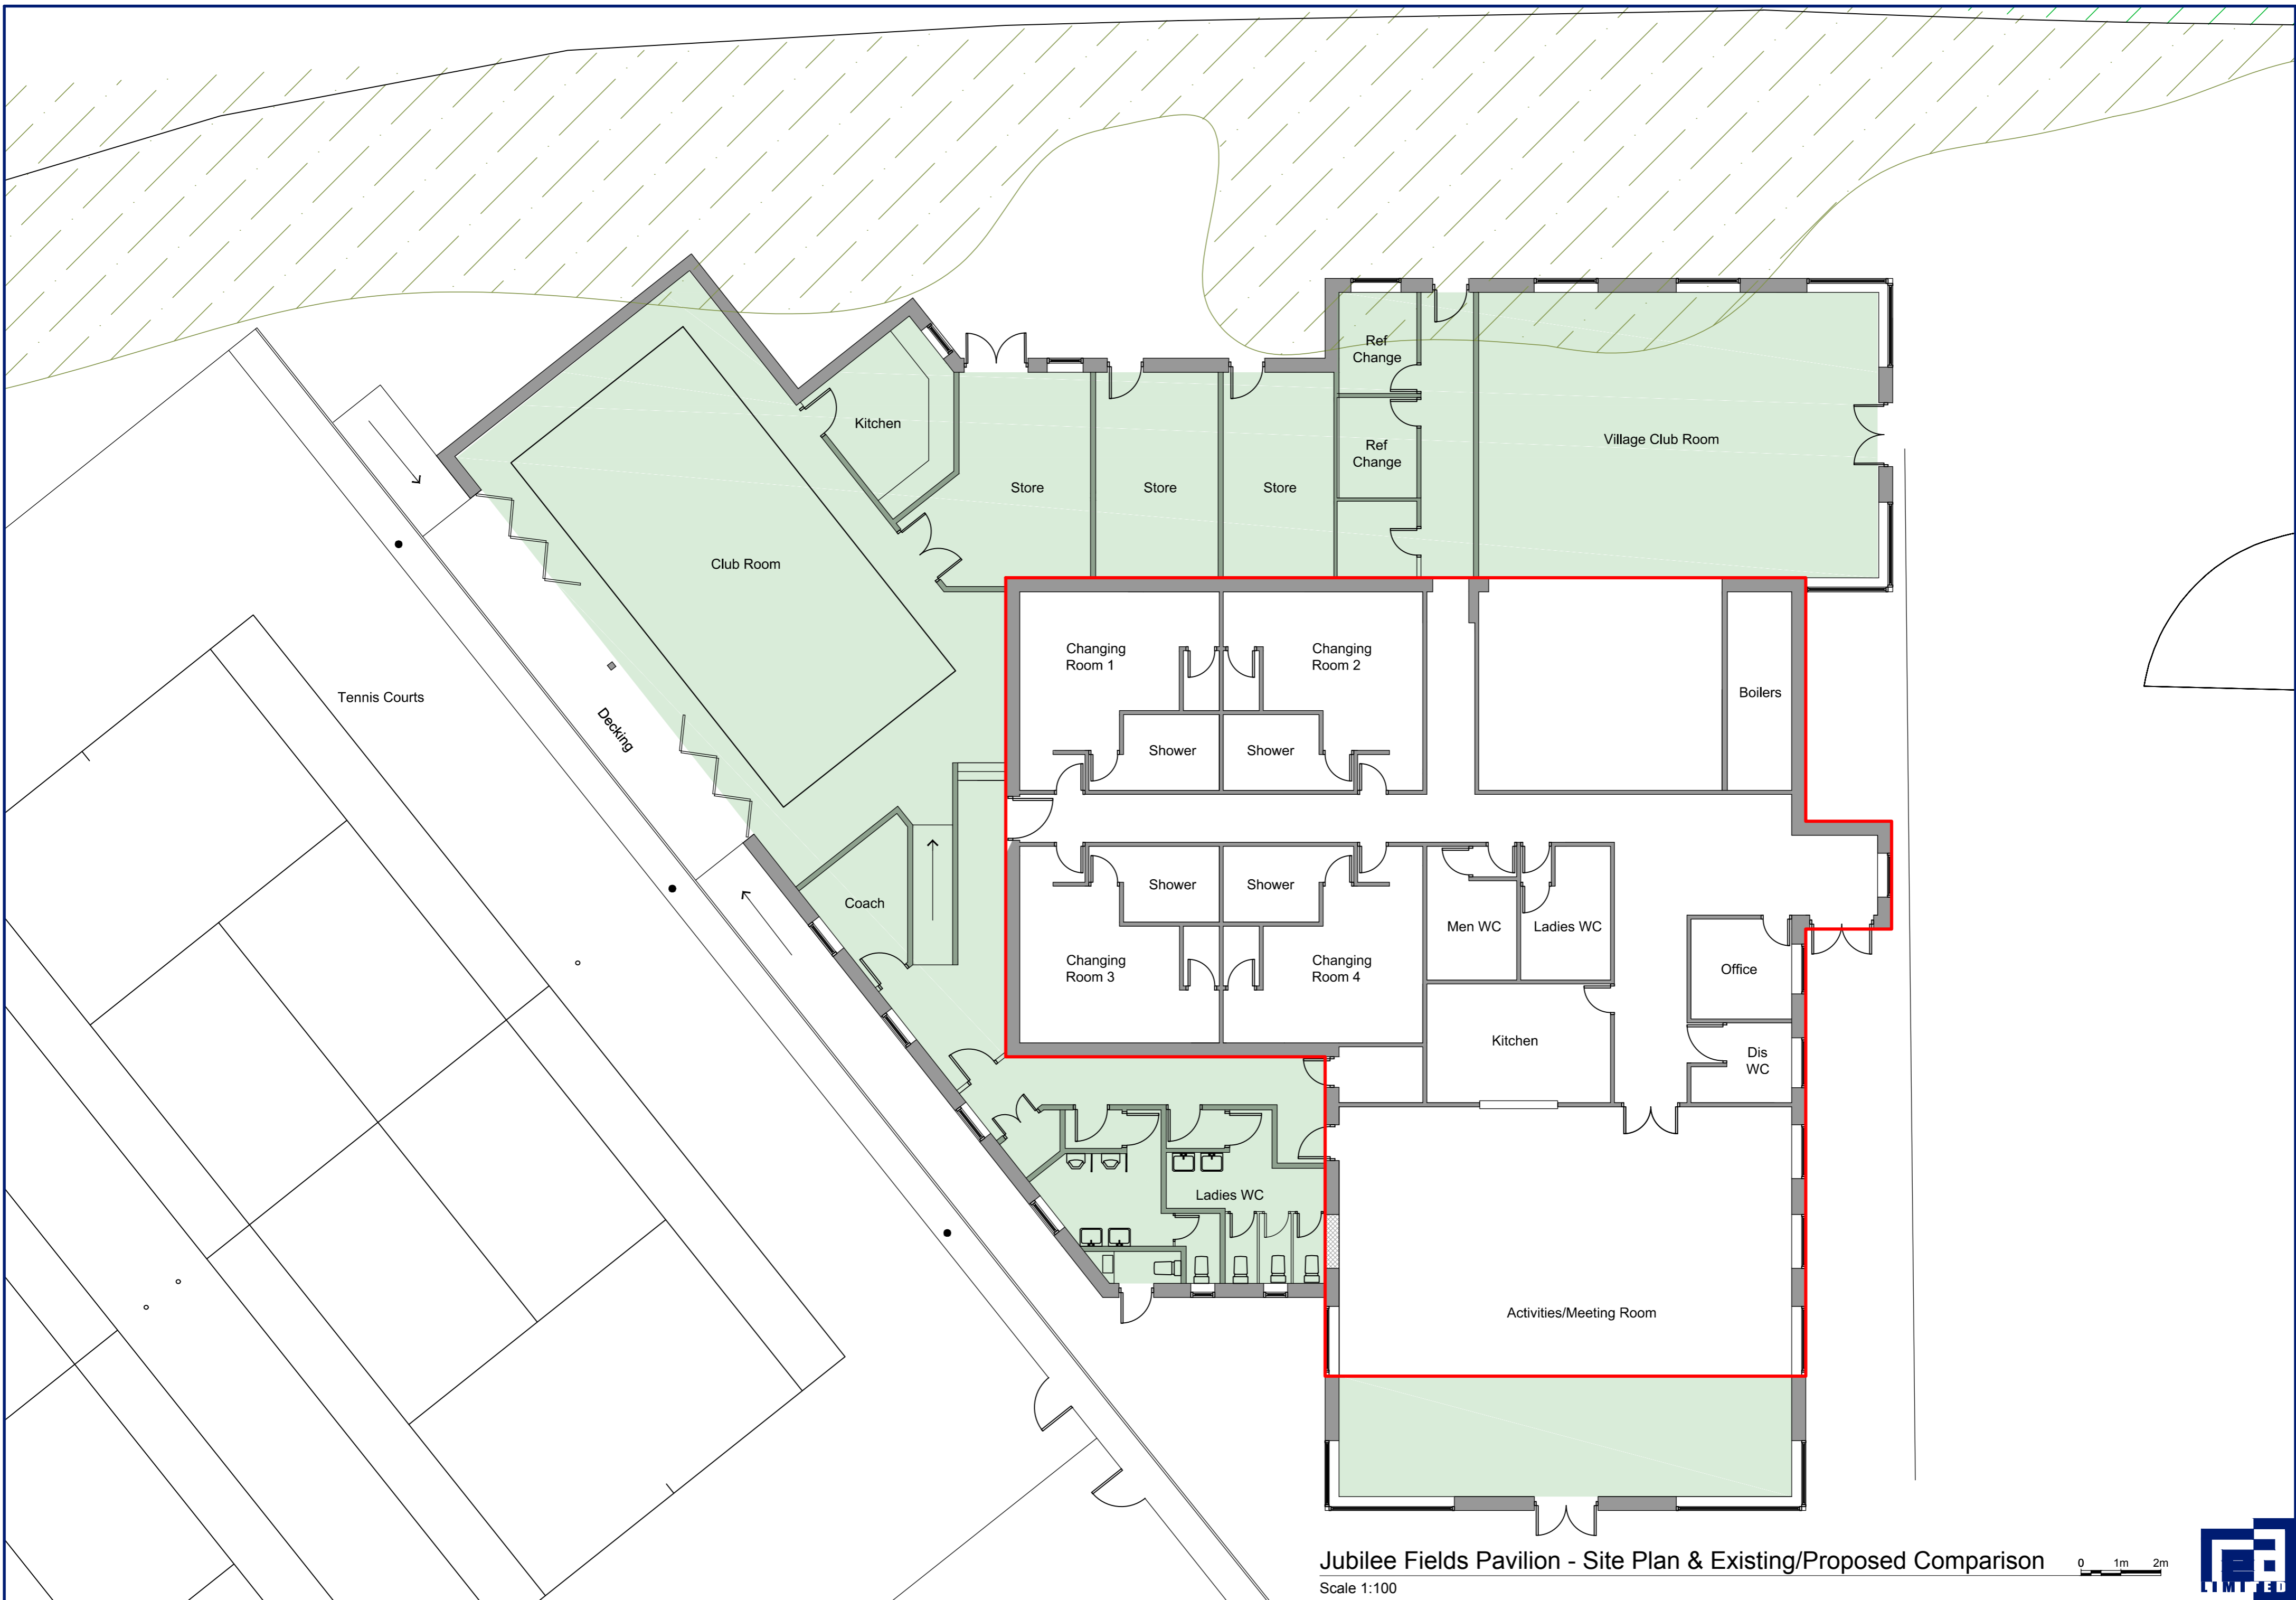 Ref
Change
Kitchen
Ref
Change
Village Club Room
Store
Store
Store
Club Room
Changing
Room 1
Changing
Room 2
Tennis Courts
Boilers
Decking
Shower
Shower
Shower
Shower
Coach
Men WC
Ladies WC
Changing
Room 3
Changing
Room 4
Office
Kitchen
Dis
WC
Ladies WC
Activities/Meeting Room
Jubilee Fields Pavilion - Site Plan & Existing/Proposed Comparison
0 1m 2m
Scale 1:100
rea
LIMITED